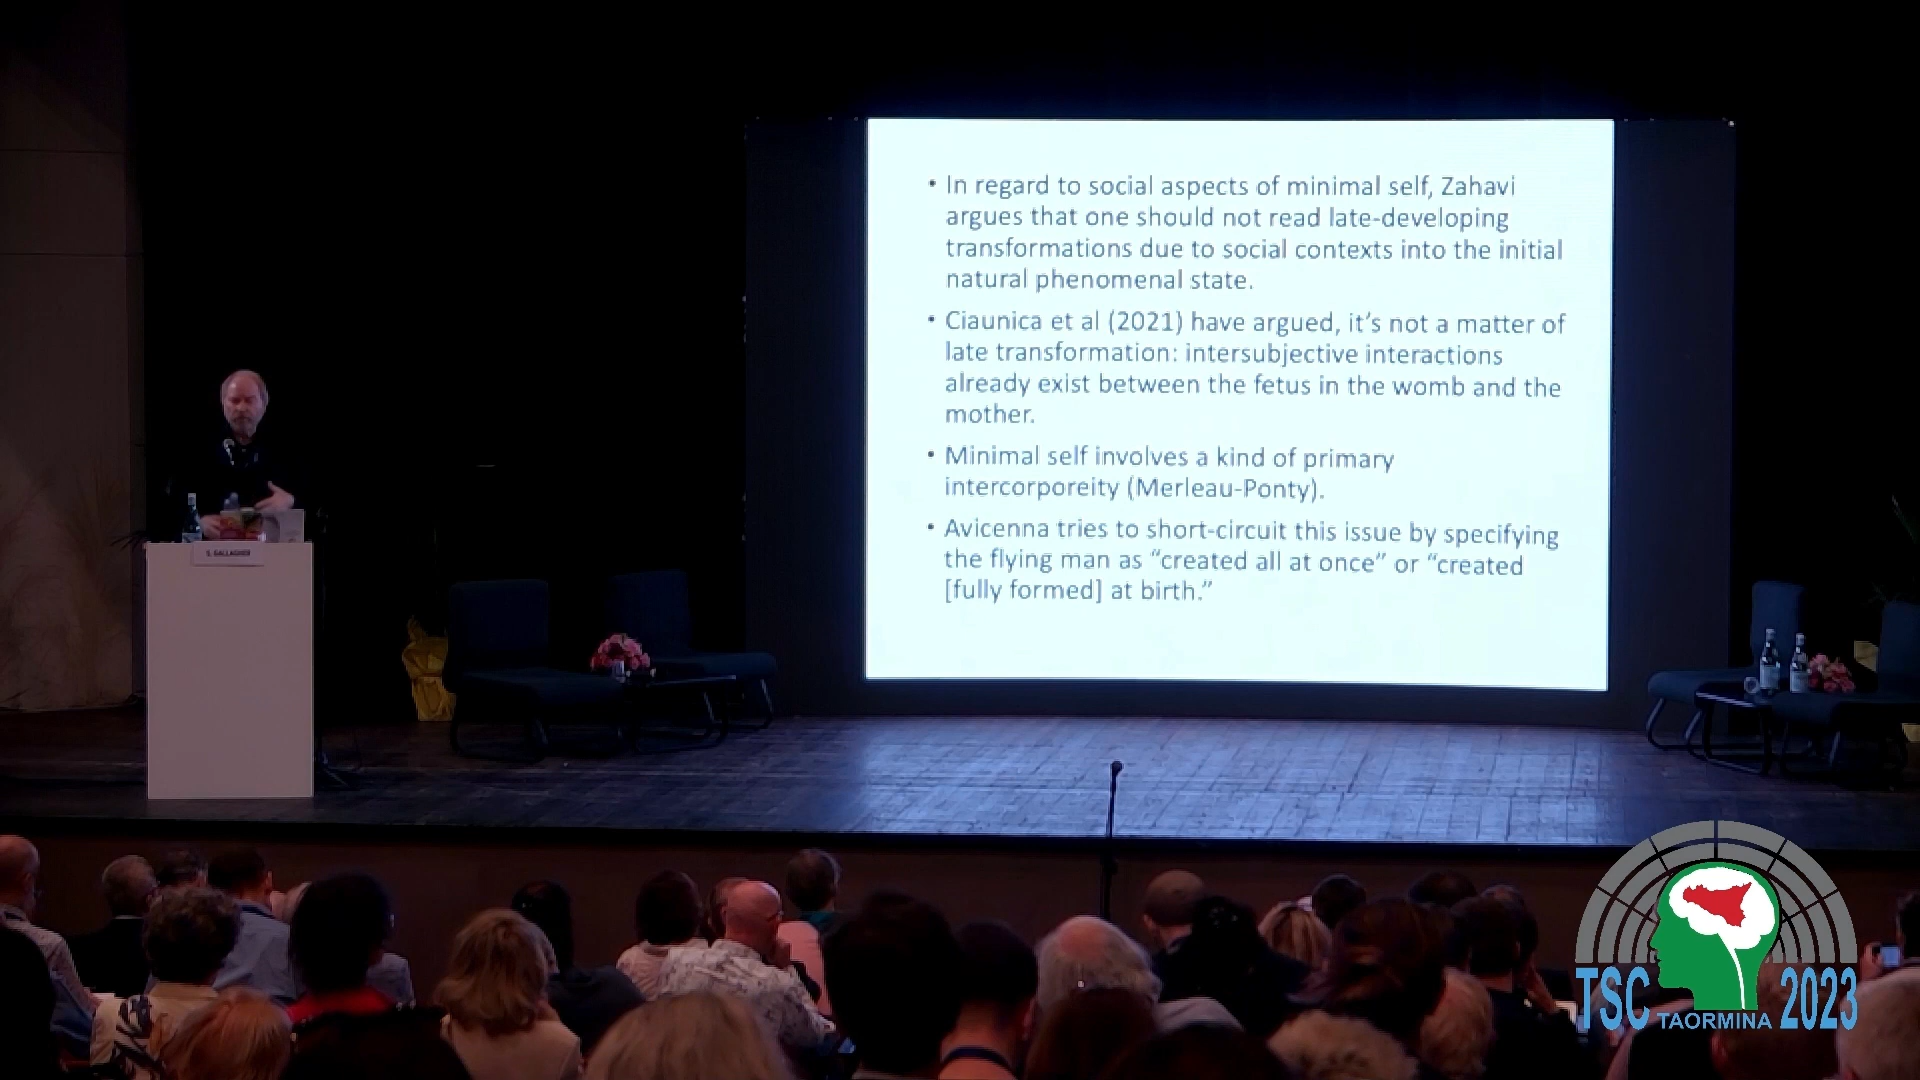 • In regard to social aspects of minimal self, Zahavi
argues that one should not read late-developing
transformations due to social contexts into the initial
natural phenomenal state.
• Ciaunica et al (2021) have argued, it's not a matter of
late transformation: intersubjective interactions
already exist between the fetus in the womb and the
mother.
• Minimal self involves a kind of primary
intercorporeity (Merleau-Ponty).
• Avicenna tries to short-circuit this issue by specifying
the flying man as “created all at once” or “created
[fully formed] at birth.”
S. GALLAGHER
TSC TAORMINA 2023